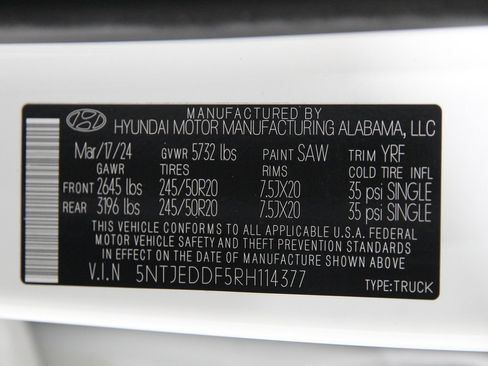 MANUFACTURED BY
HYUNDAI MOTOR MANUFACTURING ALABAMA, LLC
Mar/17/24 GVWR 5732 lbs PAINT SAW TRIM YRF
GAWR TIRES RIMS COLD TIRE INFL
FRONT 2645 lbs 245/50R20 7.5JX20 35 psi SINGLE
REAR 3196 lbs 245/50R20 7.5JX20 35 psi SINGLE
THIS VEHICLE CONFORMS TO ALL APPLICABLE U.S.A. FEDERAL
MOTOR VEHICLE SAFETY AND THEFT PREVENTION STANDARDS
IN EFFECT ON THE DATE OF MANUFACTURE SHOWN ABOVE.
V.I.N 5NTJEDDF5RH114377
TYPE:TRUCK